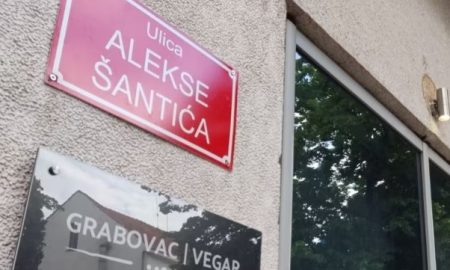 Ulica
ALEKSE
ŠANTIĆA
GRABOVAC | VEGAR